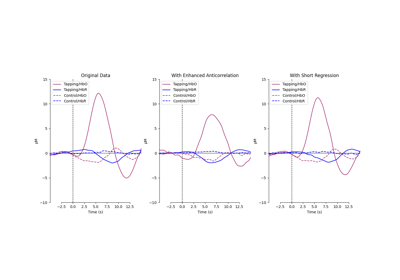 Original Data
15
10
5
0
−5
−10
Tapping/HbO
Tapping/HbR
Control/HbO
Control/HbR
μM
−2.5 0.0 2.5 5.0 7.5 10.0 12.5
Time (s)
With Enhanced Anticorrelation
15
10
5
0
−5
−10
Tapping/HbO
Tapping/HbR
Control/HbO
Control/HbR
μM
−2.5 0.0 2.5 5.0 7.5 10.0 12.5
Time (s)
With Short Regression
15
10
5
0
−5
−10
Tapping/HbO
Tapping/HbR
Control/HbO
Control/HbR
μM
−2.5 0.0 2.5 5.0 7.5 10.0 12.5
Time (s)